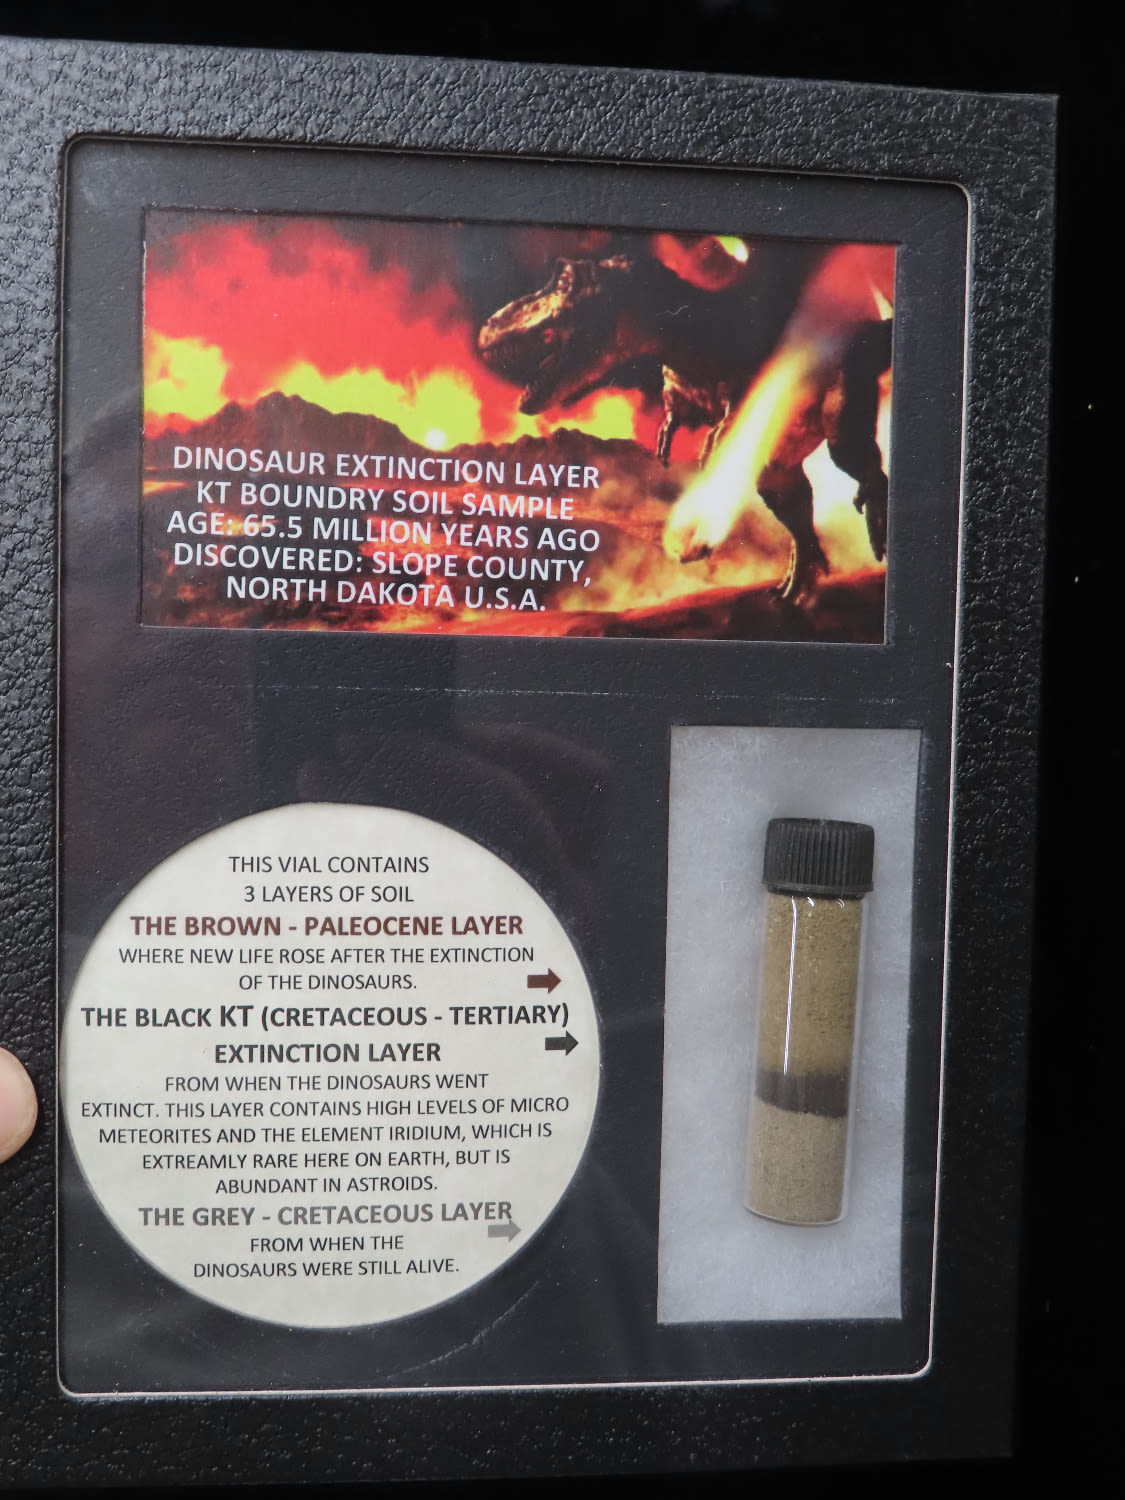 DINOSAUR EXTINCTION LAYER
KT BOUNDRY SOIL SAMPLE
AGE: 65.5 MILLION YEARS AGO
DISCOVERED: SLOPE COUNTY,
NORTH DAKOTA U.S.A.
THIS VIAL CONTAINS
3 LAYERS OF SOIL
THE BROWN - PALEOCENE LAYER
WHERE NEW LIFE ROSE AFTER THE EXTINCTION
OF THE DINOSAURS.
THE BLACK KT (CRETACEOUS - TERTIARY)
EXTINCTION LAYER
FROM WHEN THE DINOSAURS WENT
EXTINCT. THIS LAYER CONTAINS HIGH LEVELS OF MICRO
METEORITES AND THE ELEMENT IRIDIUM, WHICH IS
EXTREAMLY RARE HERE ON EARTH, BUT IS
ABUNDANT IN ASTROIDS.
THE GREY - CRETACEOUS LAYER
FROM WHEN THE
DINOSAURS WERE STILL ALIVE.